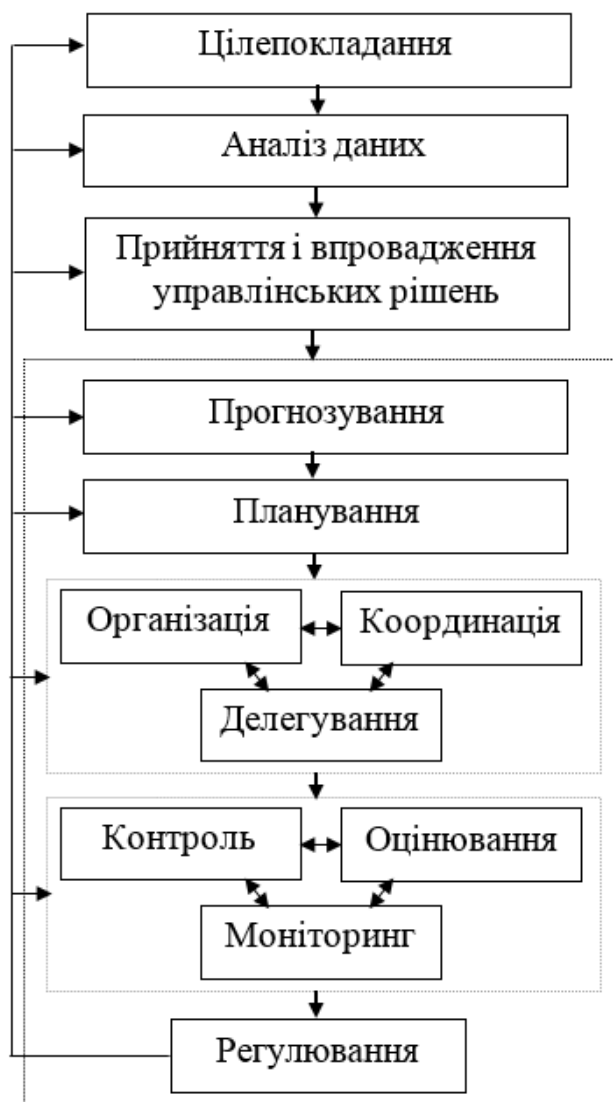 Цілепокладання
Аналіз даних
Прийняття і впровадження
управлінських рішень
Прогнозування
Планування
Організація
Координація
Делегування
Контроль
Оцінювання
Моніторинг
Регулювання